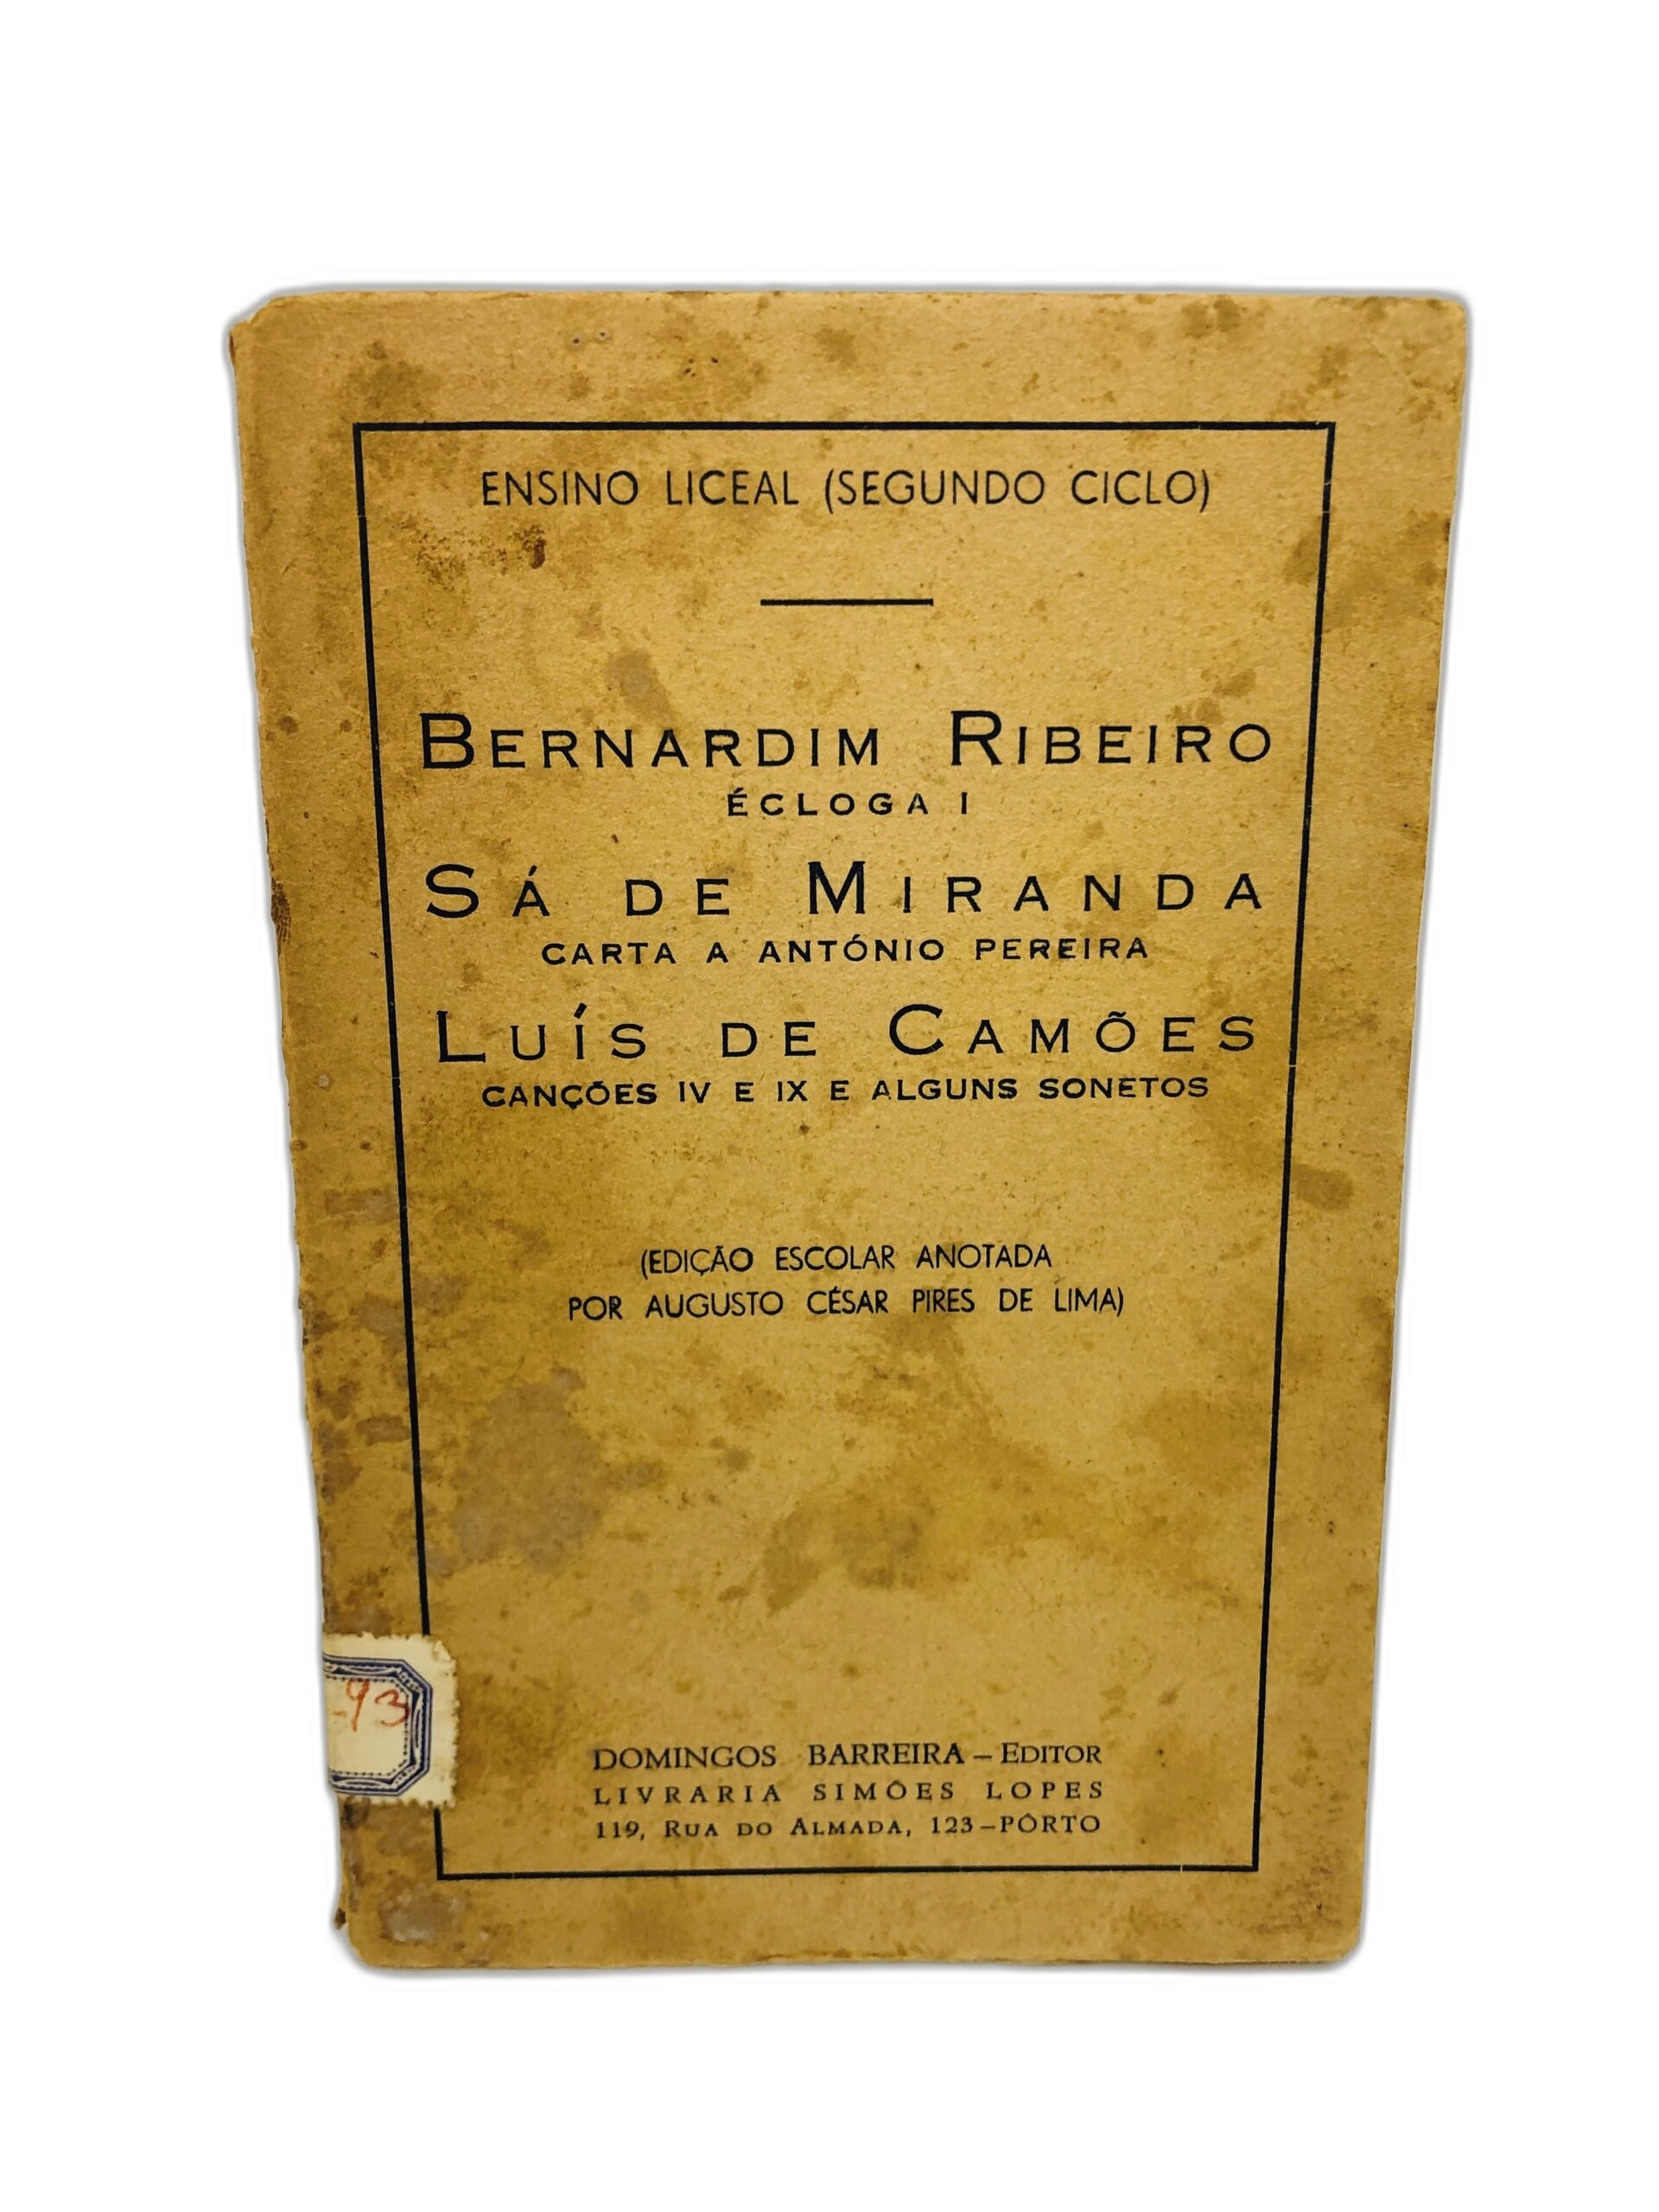 ENSINO LICEAL (SEGUNDO CICLO)
BERNARDIM RIBEIRO
ÉCLOGA I
SÁ DE MIRANDA
CARTA A ANTÓNIO PEREIRA
LUÍS DE CAMÕES
CANÇÕES IV E IX E ALGUNS SONETOS
(EDIÇÃO ESCOLAR ANOTADA
POR AUGUSTO CÉSAR PIRES DE LIMA)
-93
DOMINGOS BARREIRA – EDITOR
LIVRARIA SIMÕES LOPES
119, RUA DO ALMADA, 123 – PÔRTO